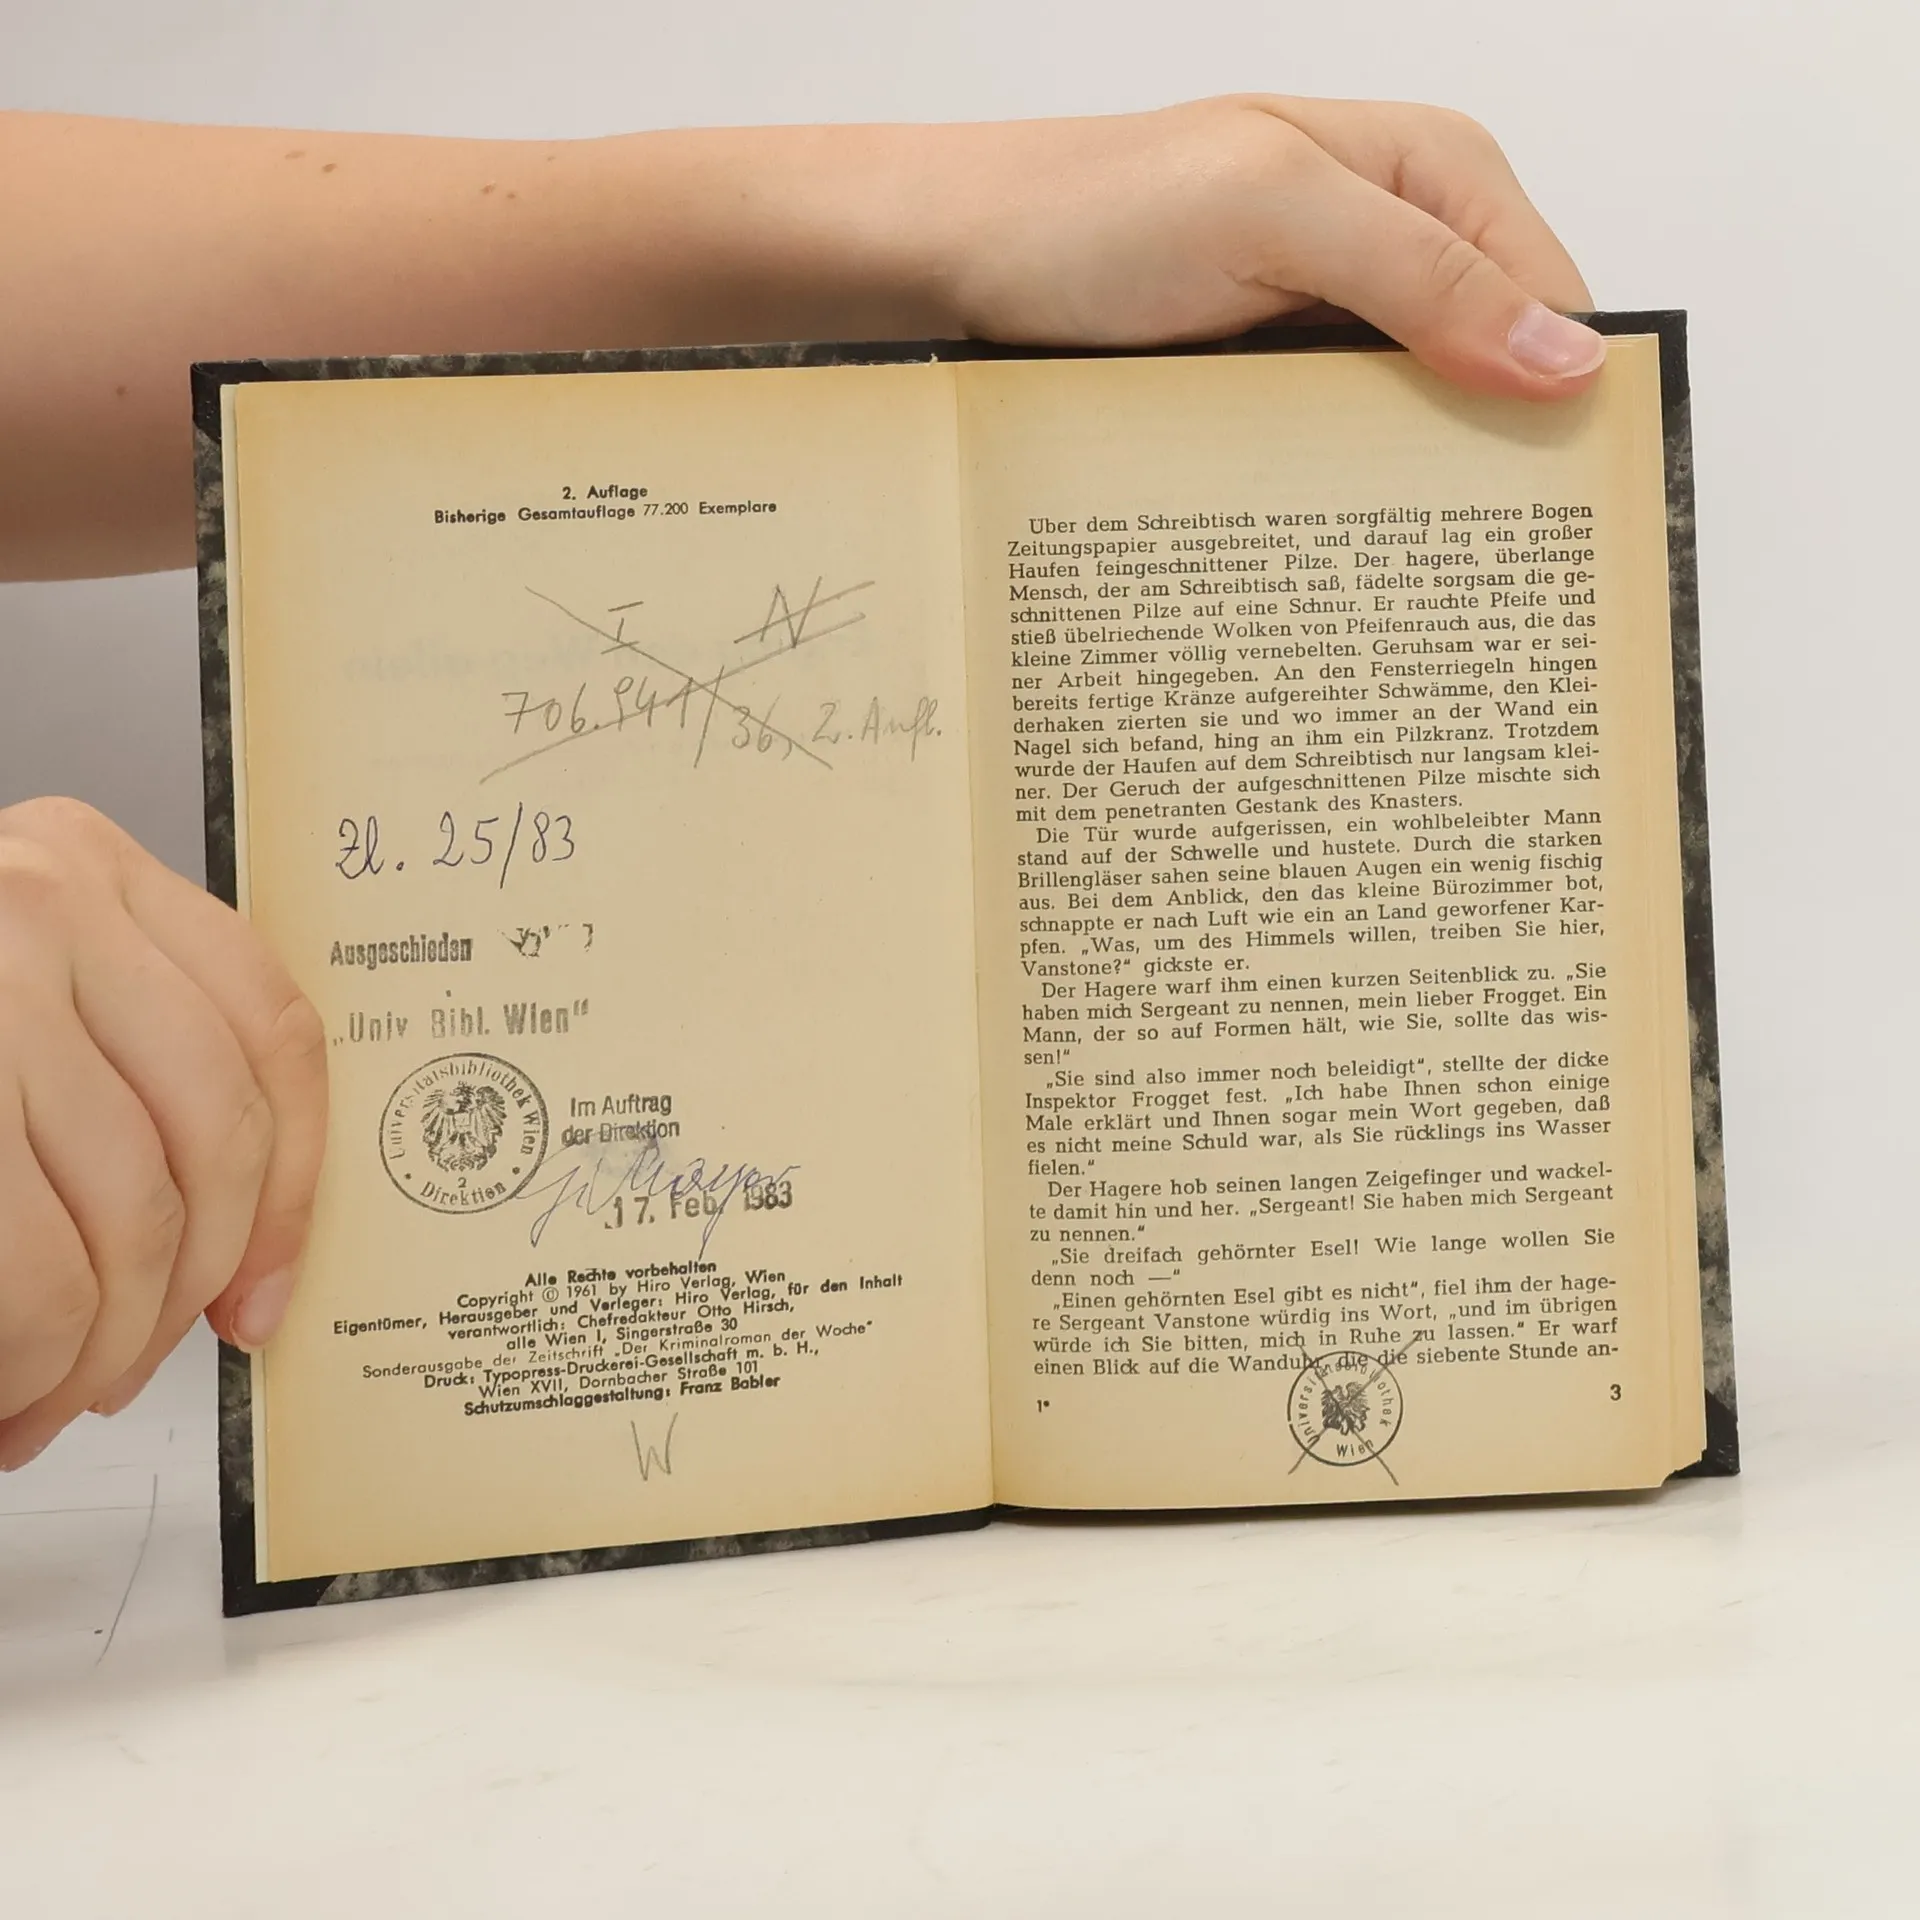 2. Auflage
Bisherige Gesamtauflage 77.200 Exemplare
I N
706.941/36, 2. Aufl.
Zl. 25/83
Ausgeschieden
„Univ Bibl. Wien“
Universitätsbibliothek Wien
2
Direktion
Im Auftrag
der Direktion
17. Feb. 1983
Alle Rechte vorbehalten
Copyright © 1961 by Hiro Verlag, Wien
Eigentümer, Herausgeber und Verleger: Hiro Verlag, für den Inhalt
verantwortlich: Chefredakteur Otto Hirsch,
alle Wien I, Singerstraße 30
Sonderausgabe der Zeitschrift „Der Kriminalroman der Woche“
Druck: Typopress-Druckerei-Gesellschaft m. b. H.,
Wien XVII, Dornbacher Straße 101
Schutzumschlaggestaltung: Franz Babler
W
Über dem Schreibtisch waren sorgfältig mehrere Bogen
Zeitungspapier ausgebreitet, und darauf lag ein großer
Haufen feingeschnittener Pilze. Der hagere, überlange
Mensch, der am Schreibtisch saß, fädelte sorgsam die ge-
schnittenen Pilze auf eine Schnur. Er rauchte Pfeife und
stieß übelriechende Wolken von Pfeifenrauch aus, die das
kleine Zimmer völlig vernebelten. Geruhsam war er sei-
ner Arbeit hingegeben. An den Fensterriegeln hingen
bereits fertige Kränze aufgereihter Schwämme, den Klei-
derhaken zierten sie und wo immer an der Wand ein
Nagel sich befand, hing an ihm ein Pilzkranz. Trotzdem
wurde der Haufen auf dem Schreibtisch nur langsam klei-
ner. Der Geruch der aufgeschnittenen Pilze mischte sich
mit dem penetranten Gestank des Knasters.
Die Tür wurde aufgerissen, ein wohlbeleibter Mann
stand auf der Schwelle und hustete. Durch die starken
Brillengläser sahen seine blauen Augen ein wenig fischig
aus. Bei dem Anblick, den das kleine Bürozimmer bot,
schnappte er nach Luft wie ein an Land geworfener Kar-
pfen. „Was, um des Himmels willen, treiben Sie hier,
Vanstone?“ gickste er.
Der Hagere warf ihm einen kurzen Seitenblick zu. „Sie
haben mich Sergeant zu nennen, mein lieber Frogget. Ein
Mann, der so auf Formen hält, wie Sie, sollte das wis-
sen!“
„Sie sind also immer noch beleidigt“, stellte der dicke
Inspektor Frogget fest. „Ich habe Ihnen schon einige
Male erklärt und Ihnen sogar mein Wort gegeben, daß
es nicht meine Schuld war, als Sie rücklings ins Wasser
fielen.“
Der Hagere hob seinen langen Zeigefinger und wackel-
te damit hin und her. „Sergeant! Sie haben mich Sergeant
zu nennen.“
„Sie dreifach gehörnter Esel! Wie lange wollen Sie
denn noch —“
„Einen gehörnten Esel gibt es nicht“, fiel ihm der hage-
re Sergeant Vanstone würdig ins Wort, „und im übrigen
würde ich Sie bitten, mich in Ruhe zu lassen.“ Er warf
einen Blick auf die Wanduhr, die die siebente Stunde an-
1*
3
Universitätsbibliothek Wien